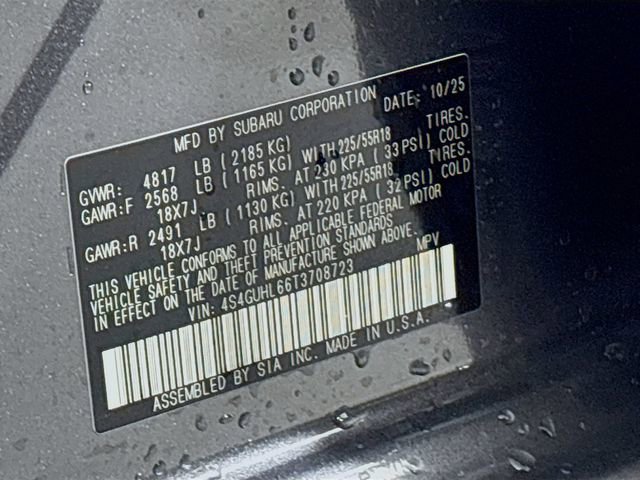 MFD BY SUBARU CORPORATION DATE: 10/25
GVWR: 4817 LB (2185 KG)
GAWR:F 2568 LB (1165 KG) WITH 225/55R18 TIRES.
18X7J RIMS. AT 230 KPA (33 PSI) COLD
GAWR:R 2491 LB (1130 KG) WITH 225/55R18 TIRES.
18X7J RIMS. AT 220 KPA (32 PSI) COLD
THIS VEHICLE CONFORMS TO ALL APPLICABLE FEDERAL MOTOR
VEHICLE SAFETY AND THEFT PREVENTION STANDARDS
IN EFFECT ON THE DATE OF MANUFACTURE SHOWN ABOVE.
VIN: 4S4GUHL66T3708723 MPV
ASSEMBLED BY SIA INC. MADE IN U.S.A.